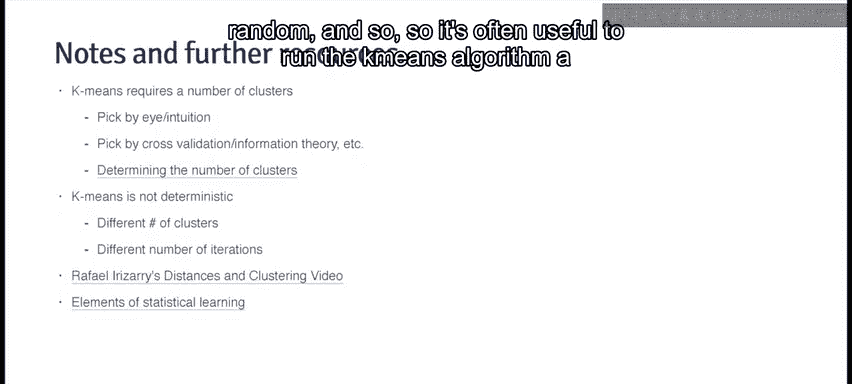 random, and so, so it's often useful to
run the kmeans algorithm a
Notes and further resources
· K-means requires a number of clusters
- Pick by eye/intuition
- Pick by cross validation/information theory, etc.
- Determining the number of clusters
· K-means is not deterministic
- Different # of clusters
- Different number of iterations
· Rafael Irizarry's Distances and Clustering Video
· Elements of statistical learning